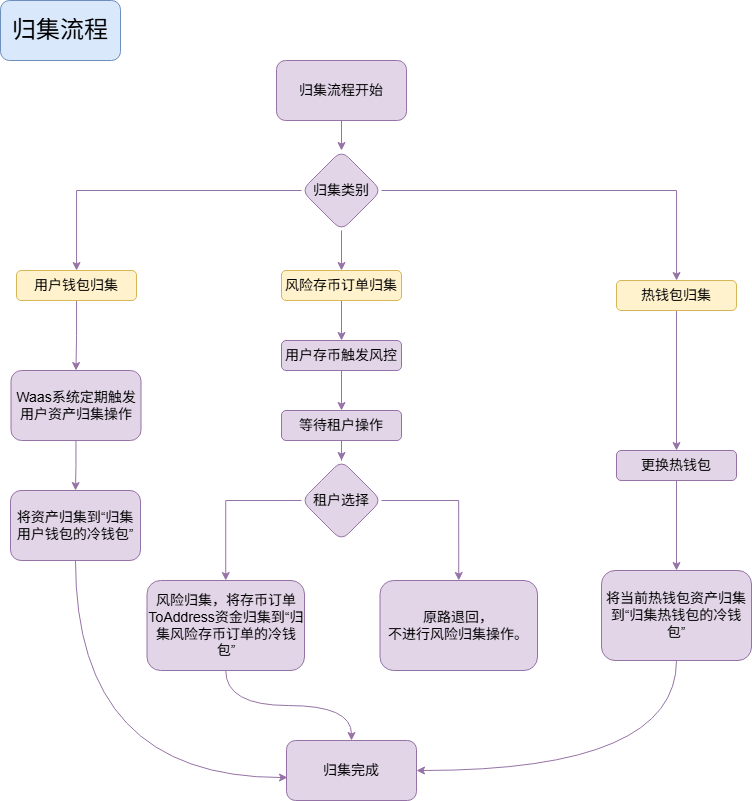 归集流程
归集流程开始
归集类别
用户钱包归集
风险存币订单归集
热钱包归集
用户存币触发风控
Waas系统定期触发
用户资产归集操作
等待租户操作
更换热钱包
租户选择
将资产归集到“归集
用户钱包的冷钱包”
风险归集，将存币订单
ToAddress资金归集到“归
集风险存币订单的冷钱
包”
原路退回，
不进行风险归集操作。
将当前热钱包资产归集
到“归集热钱包的冷钱
包”
归集完成